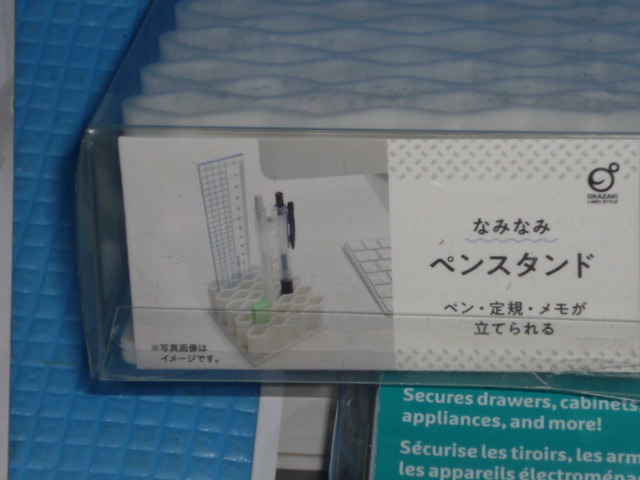 OKAZAKI
LABO STYLE
なみなみ
ペンスタンド
ペン・定規・メモが
立てられる
※写真画像は
イメージです。
Secures drawers, cabinets
appliances, and more!
Sécurise les tiroirs, les arm
les appareils électroména